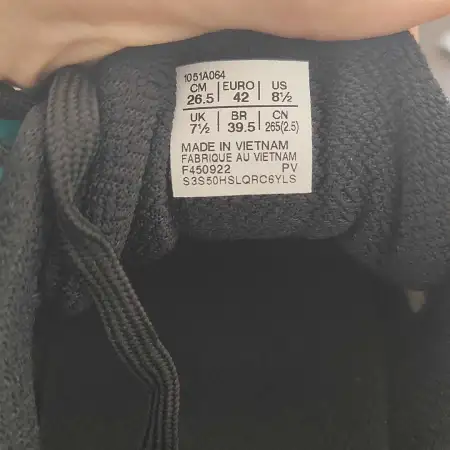 1051A064
CM EURO US
26.5 42 8½
UK BR CN
7½ 39.5 265(2.5)
MADE IN VIETNAM
FABRIQUE AU VIETNAM
F450922 PV
S3S50HSLQRC6YLS